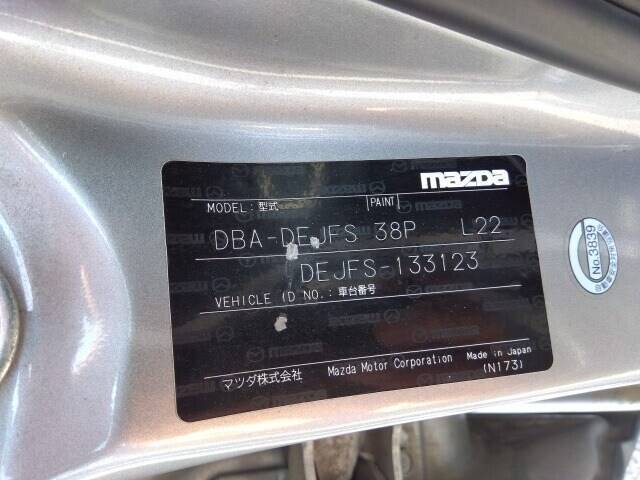 mazda
MODEL:型式 PAINT
DBA-DEJFS 38P L22
DEJFS-133123
VEHICLE ID NO.:車台番号
マツダ株式会社 Mazda Motor Corporation Made in Japan
(N173)
No.3839